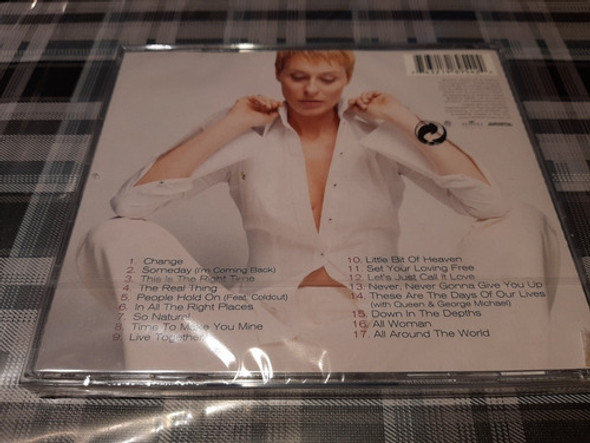 1. Change
2. Someday (I'm Coming Back)
3. This Is The Right Time
4. The Real Thing
5. People Hold On (Feat. Coldcut)
6. In All The Right Places
7. So Natural
8. Time To Make You Mine
9. Live Together
10. Little Bit Of Heaven
11. Set Your Loving Free
12. Let's Just Call It Love
13. Never, Never Gonna Give You Up
14. These Are The Days Of Our Lives
(with Queen & George Michael)
15. Down In The Depths
16. All Woman
17. All Around The World